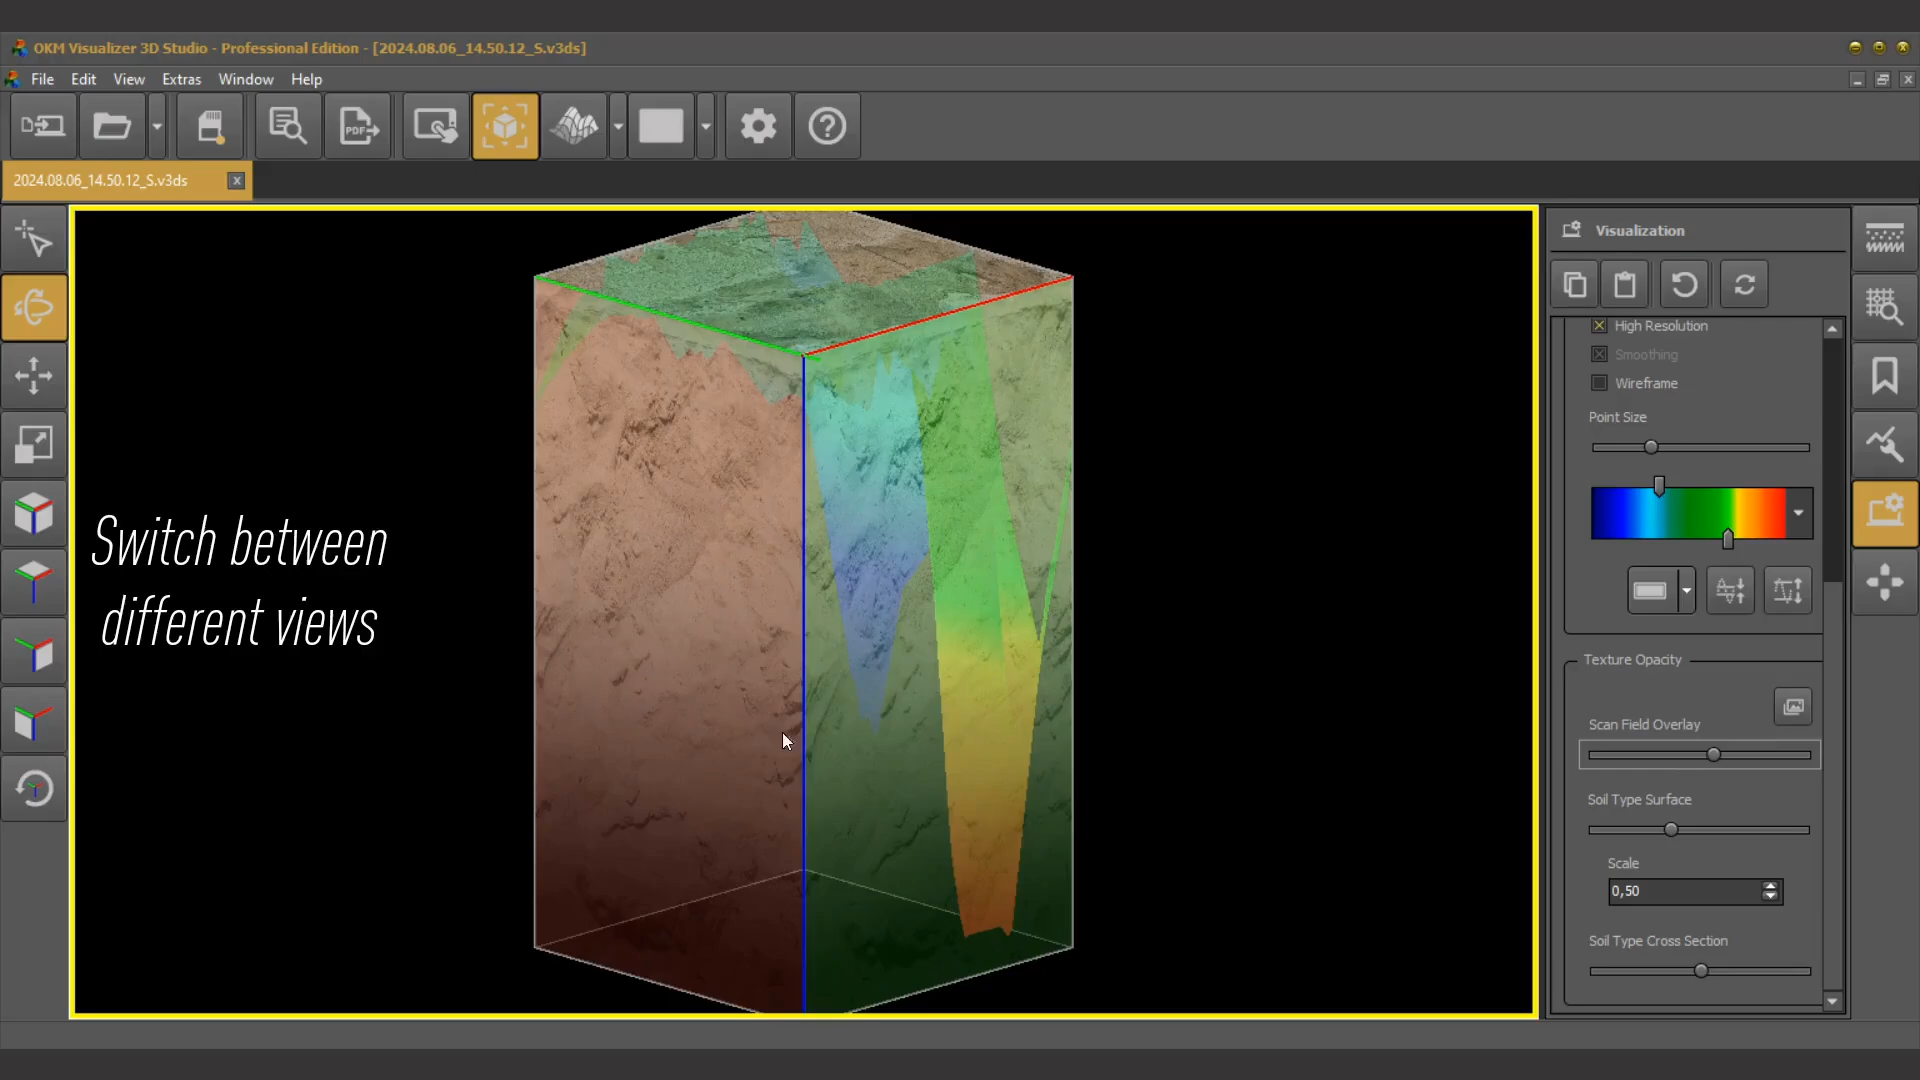 OKM Visualizer 3D Studio - Professional Edition - [2024.08.06_14.50.12_S.v3ds]
File Edit View Extras Window Help
PDF
2024.08.06_14.50.12_S.v3ds
Visualization
High Resolution
Smoothing
Wireframe
Point Size
Switch between
different views
Texture Opacity
Scan Field Overlay
Soil Type Surface
Scale
0,50
Soil Type Cross Section